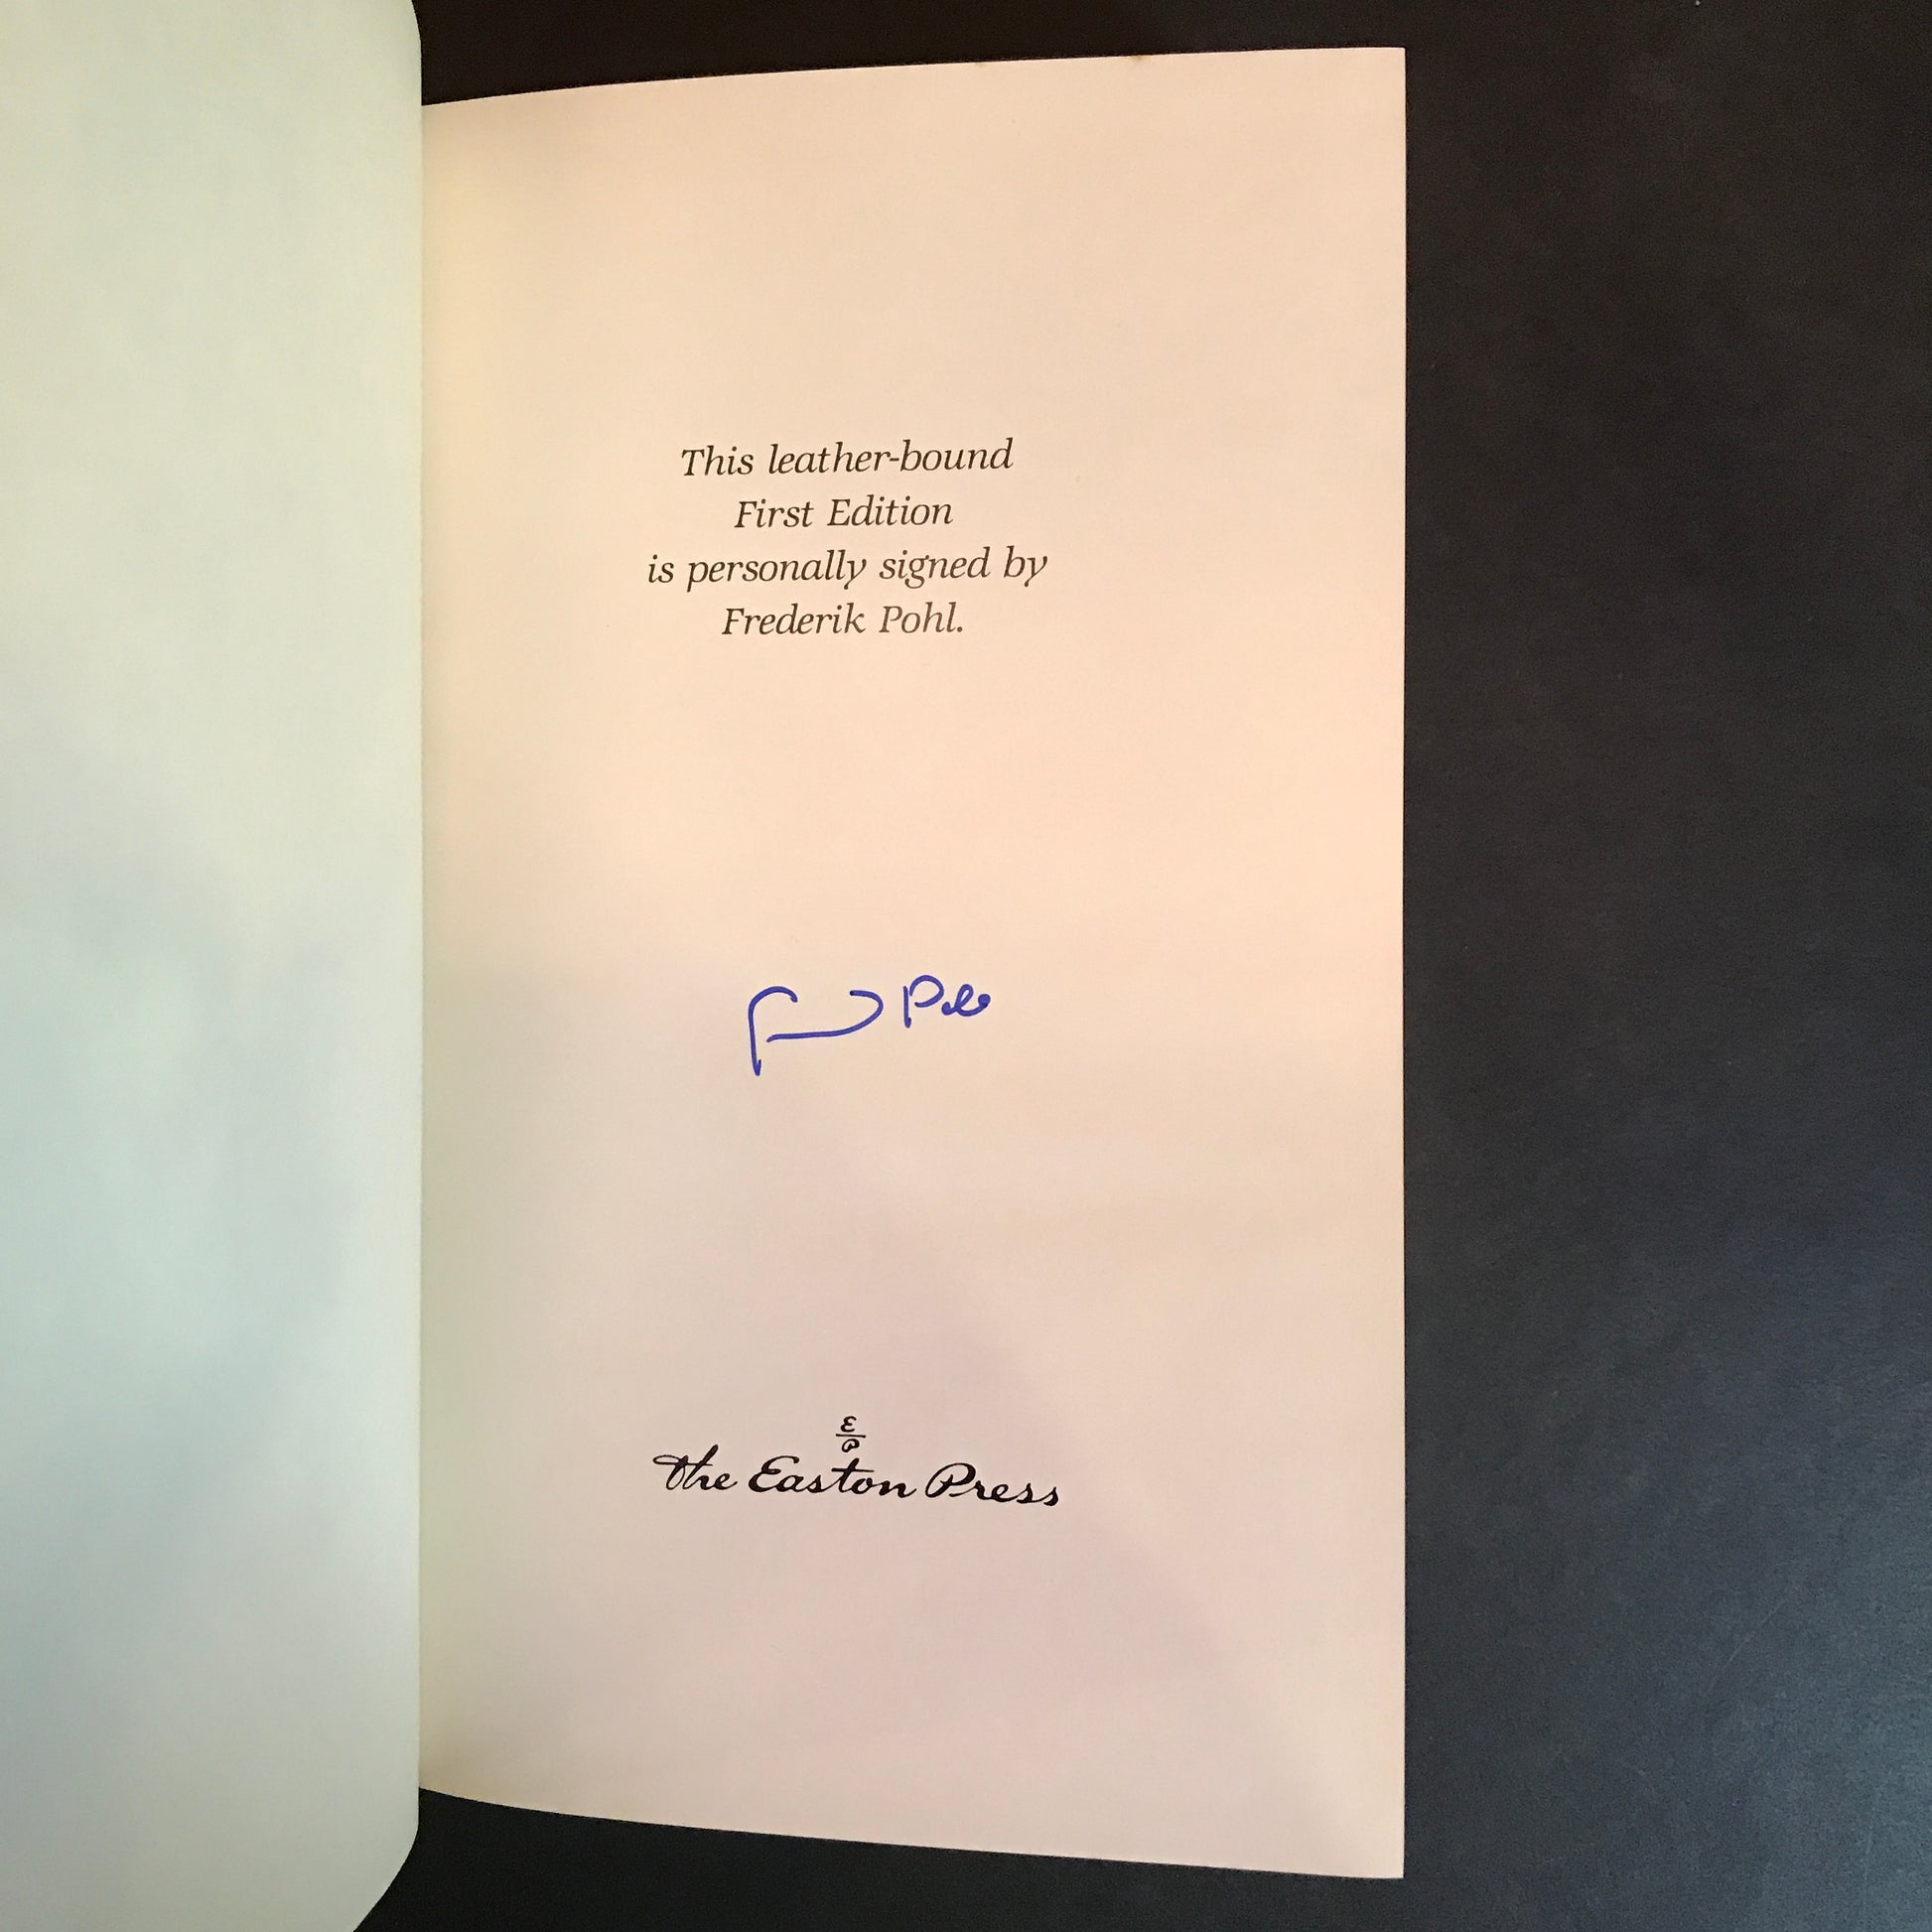 This leather-bound
First Edition
is personally signed by
Frederik Pohl.
E
P
The Easton Press